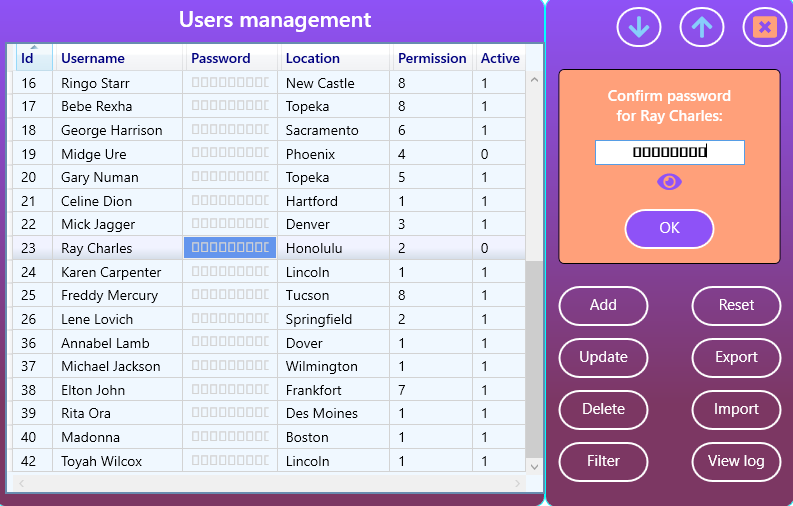 Users management
Id Username Password Location Permission Active
16 Ringo Starr New Castle 8 1
17 Bebe Rexha Topeka 8 1
18 George Harrison Sacramento 6 1
19 Midge Ure Phoenix 4 0
20 Gary Numan Topeka 5 1
21 Celine Dion Hartford 1 1
22 Mick Jagger Denver 3 1
23 Ray Charles Honolulu 2 0
24 Karen Carpenter Lincoln 1 1
25 Freddy Mercury Tucson 8 1
26 Lene Lovich Springfield 2 1
36 Annabel Lamb Dover 1 1
37 Michael Jackson Wilmington 1 1
38 Elton John Frankfort 7 1
39 Rita Ora Des Moines 1 1
40 Madonna Boston 1 1
42 Toyah Wilcox Lincoln 1 1
Confirm password
for Ray Charles:
OK
Add Reset
Update Export
Delete Import
Filter View log